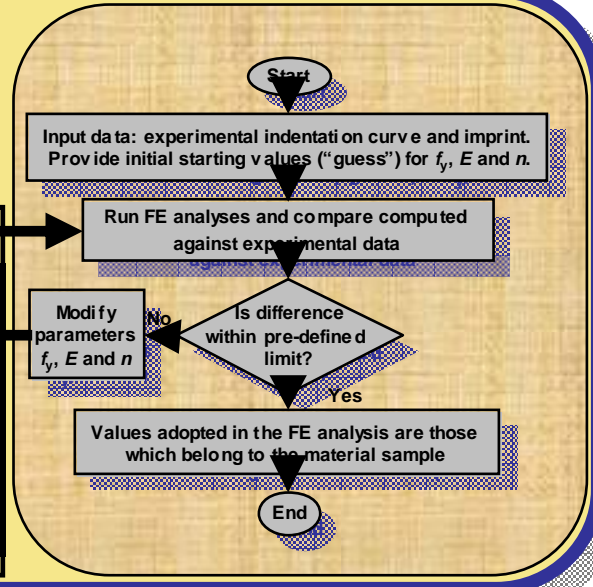 Start
Input data: experimental indentation curve and imprint.
Provide initial starting values (“guess”) for fy, E and n.
Run FE analyses and compare computed
against experimental data
Is difference
within pre-defined
limit?
No
Modify
parameters
fy, E and n
Yes
Values adopted in the FE analysis are those
which belong to the material sample
End